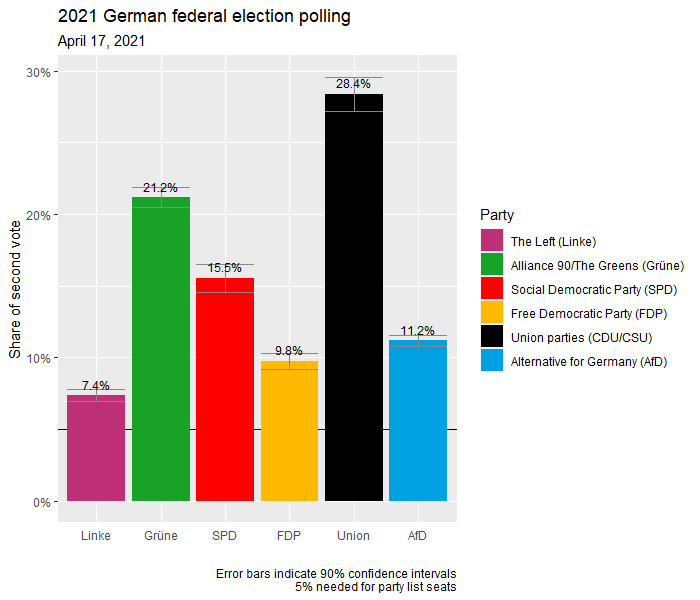 2021 German federal election polling
April 17, 2021
Share of second vote
30%
20%
10%
0%
7.4%
21.2%
15.5%
9.8%
28.4%
11.2%
Linke
Grüne
SPD
FDP
Union
AfD
Party
The Left (Linke)
Alliance 90/The Greens (Grüne)
Social Democratic Party (SPD)
Free Democratic Party (FDP)
Union parties (CDU/CSU)
Alternative for Germany (AfD)
Error bars indicate 90% confidence intervals
5% needed for party list seats